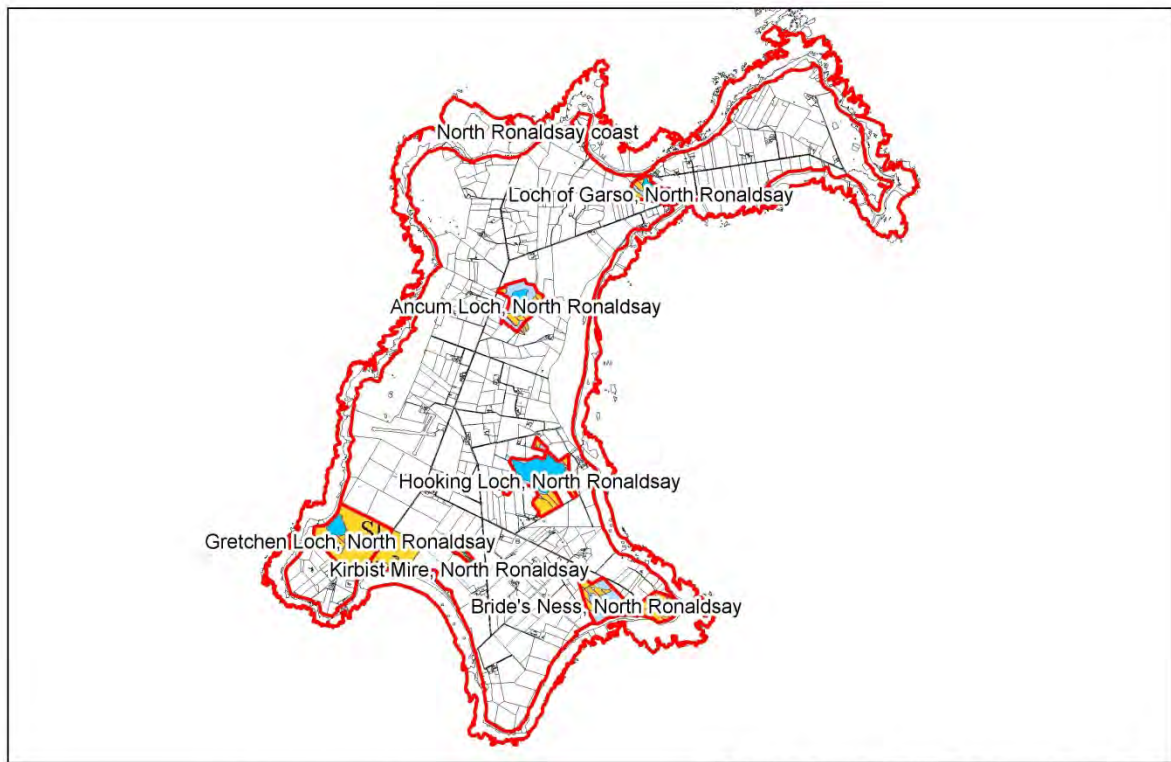 North Ronaldsay coast
Loch of Garso, North Ronaldsay
Ancum Loch, North Ronaldsay
Hooking Loch, North Ronaldsay
Gretchen Loch, North Ronaldsay
Kirbist Mire, North Ronaldsay
Bride's Ness, North Ronaldsay